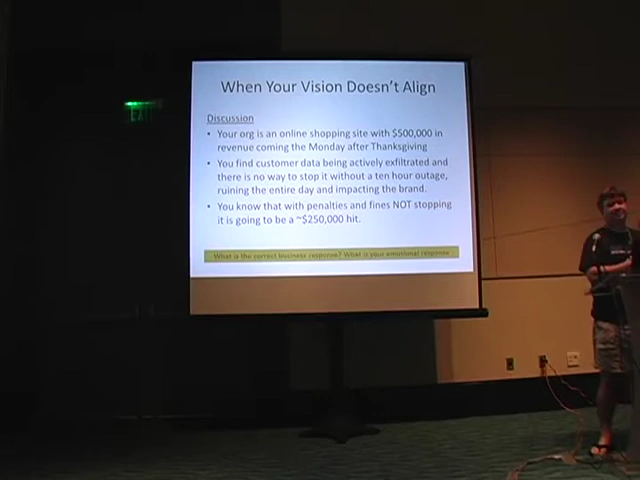 When Your Vision Doesn't Align
Discussion
• Your org is an online shopping site with $500,000 in
revenue coming the Monday after Thanksgiving
• You find customer data being actively exfiltrated and
there is no way to stop it without a ten hour outage,
ruining the entire day and impacting the brand.
• You know that with penalties and fines NOT stopping
it is going to be a ~$250,000 hit.
What is the correct business response? What is your emotional response
EXIT